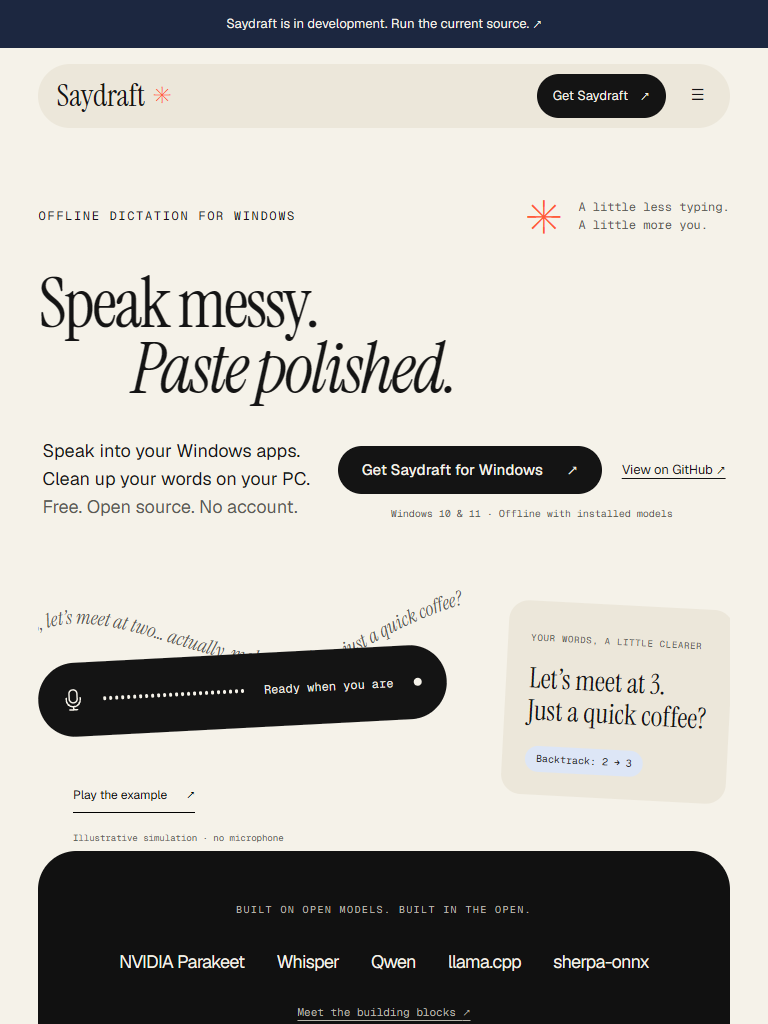 Saydraft is in development. Run the current source. ↗
Saydraft
Get Saydraft ↗
OFFLINE DICTATION FOR WINDOWS
A little less typing.
A little more you.
Speak messy.
Paste polished.
Speak into your Windows apps.
Clean up your words on your PC.
Free. Open source. No account.
Get Saydraft for Windows ↗
View on GitHub ↗
Windows 10 & 11 · Offline with installed models
, let’s meet at two… actually, just a quick coffee?
Ready when you are
YOUR WORDS, A LITTLE CLEARER
Let’s meet at 3.
Just a quick coffee?
Backtrack: 2 → 3
Play the example ↗
Illustrative simulation · no microphone
BUILT ON OPEN MODELS. BUILT IN THE OPEN.
NVIDIA Parakeet Whisper Qwen llama.cpp sherpa-onnx
Meet the building blocks ↗